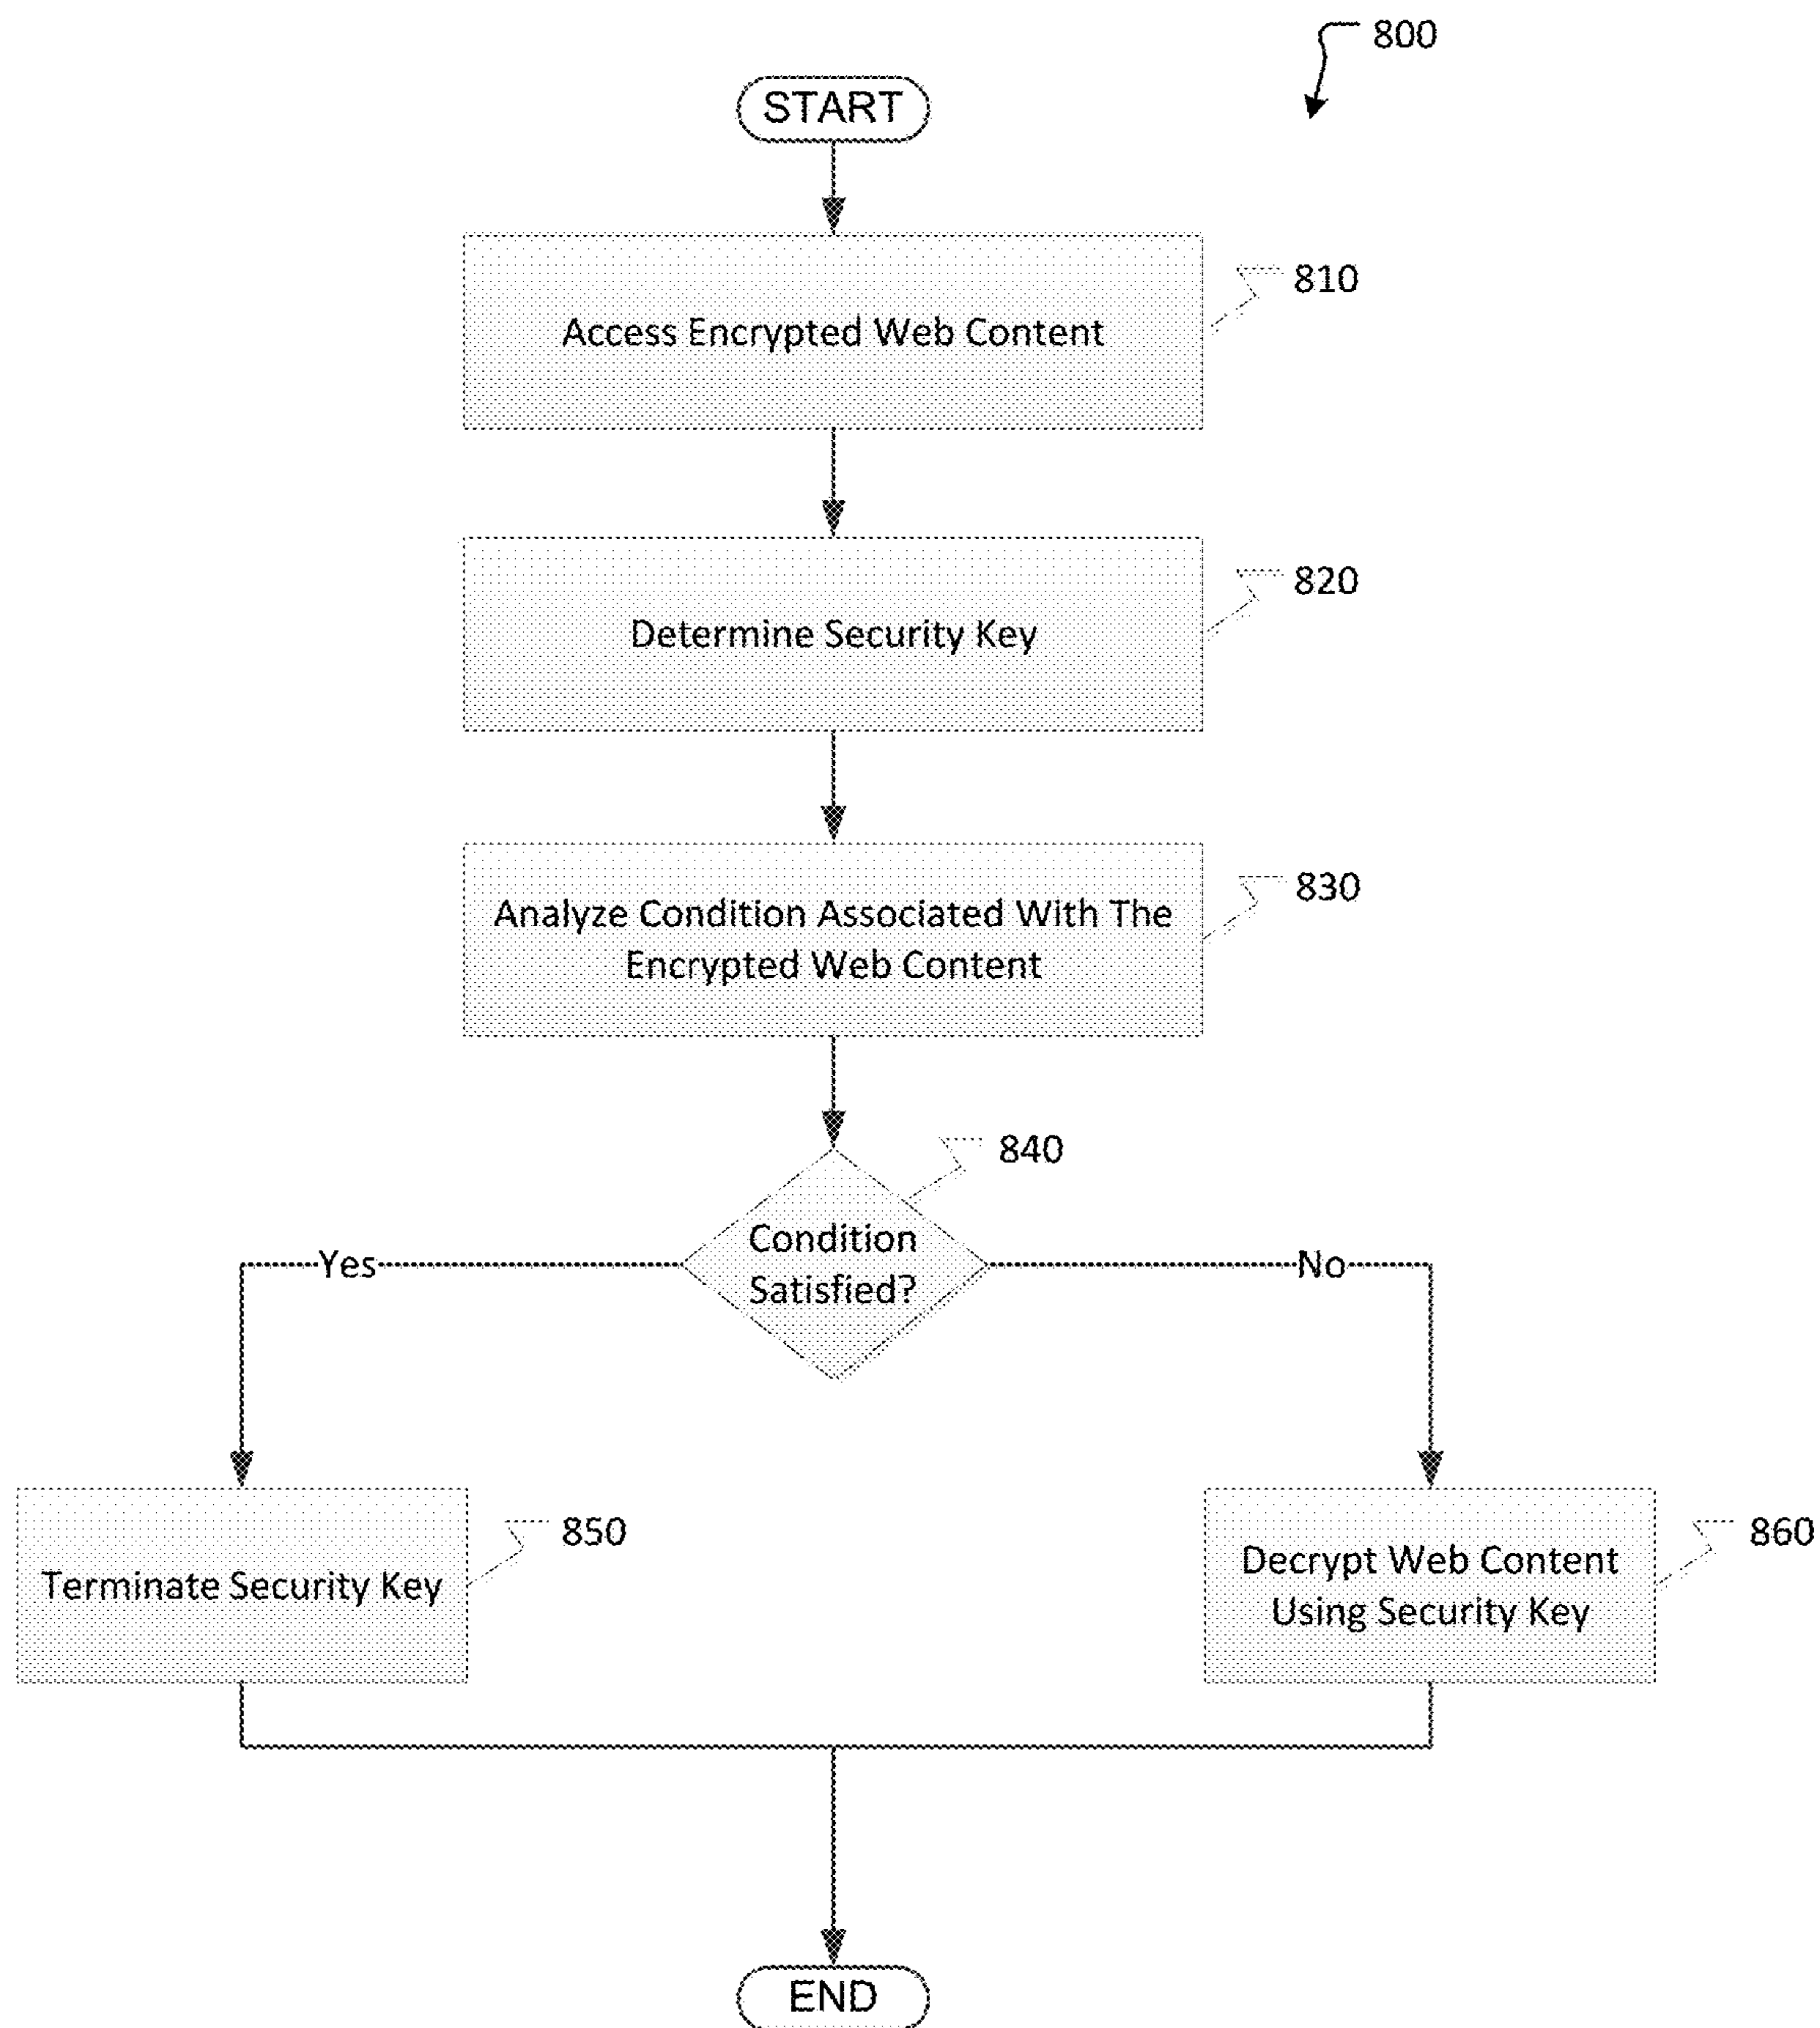 800
START
810
Access Encrypted Web Content
820
Determine Security Key
830
Analyze Condition Associated With The
Encrypted Web Content
840
Condition
Satisfied?
Yes
No
850
Terminate Security Key
860
Decrypt Web Content
Using Security Key
END